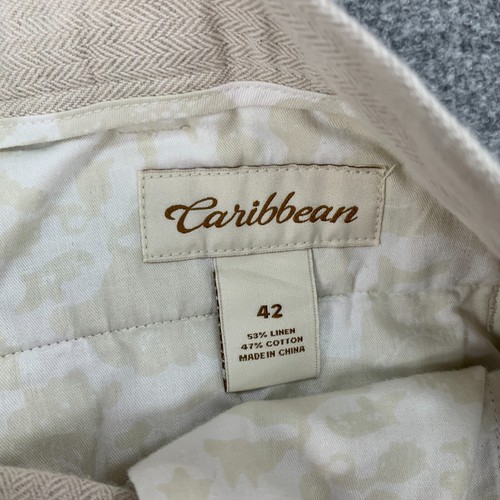 Caribbean
42
53% LINEN
47% COTTON
MADE IN CHINA